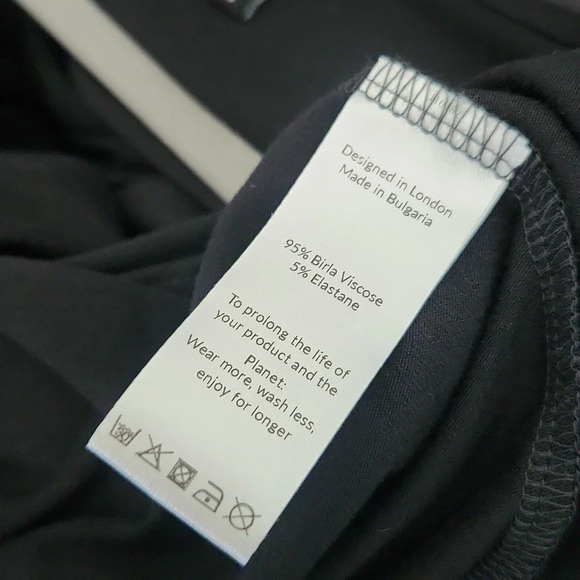 Designed in London
Made in Bulgaria
95% Birla Viscose
5% Elastane
To prolong the life of
your product and the
Planet:
Wear more, wash less,
enjoy for longer
30°